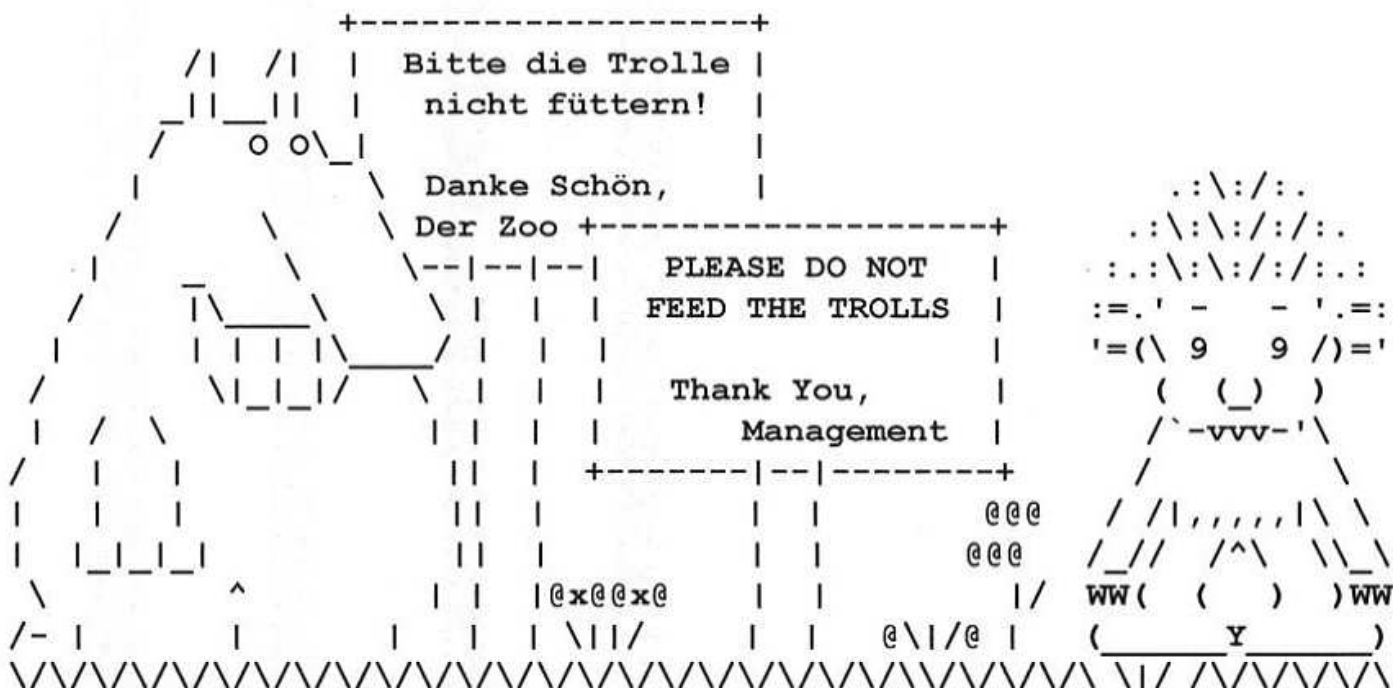 Bitte die Trolle
nicht füttern!
Danke Schön,
Der Zoo
PLEASE DO NOT
FEED THE TROLLS
Thank You,
Management